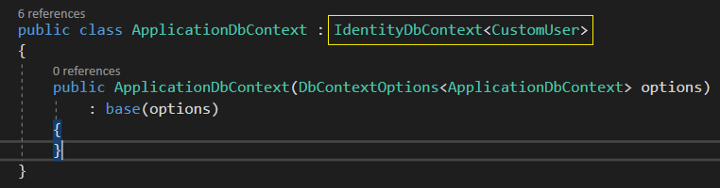 6 references
public class ApplicationDbContext : IdentityDbContext<CustomUser>
{
0 references
public ApplicationDbContext(DbContextOptions<ApplicationDbContext> options)
: base(options)
{
}
}